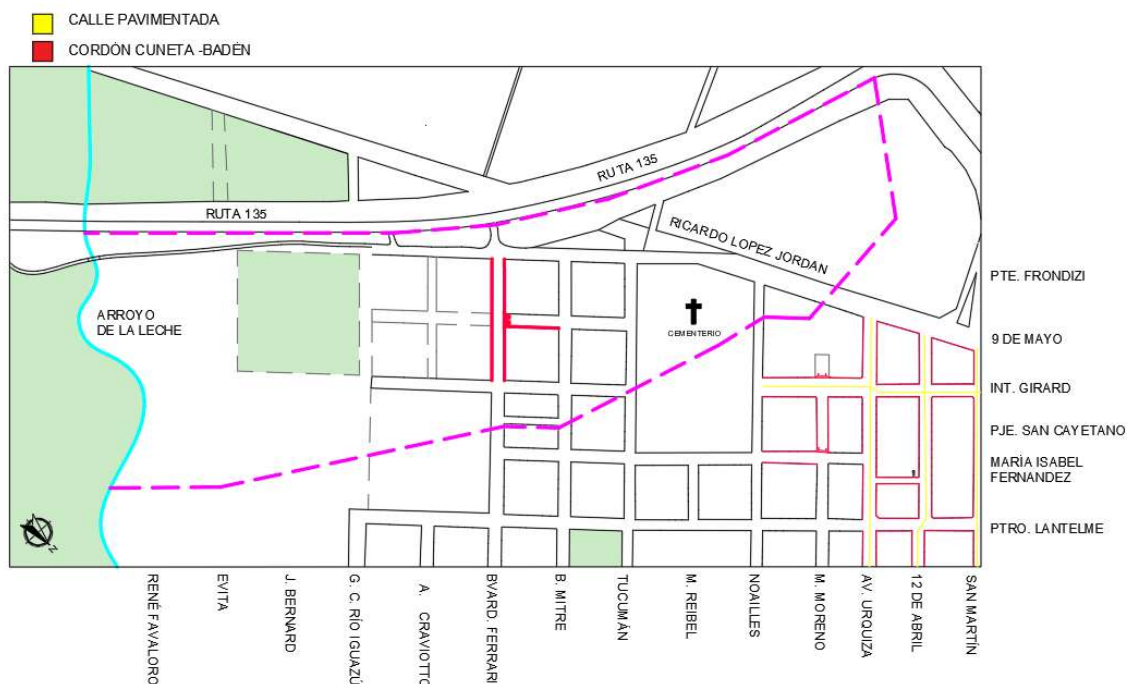 CALLE PAVIMENTADA
CORDÓN CUNETA -BADÉN
RUTA 135
RUTA 135
RICARDO LOPEZ JORDAN
ARROYO
DE LA LECHE
CEMENTERIO
PTE. FRONDIZI
9 DE MAYO
INT. GIRARD
PJE. SAN CAYETANO
MARÍA ISABEL
FERNANDEZ
PTRO. LANTELME
N
RENÉ FAVALORO
EVITA
J. BERNARD
G. C. RÍO IGUAZÚ
A. CRAVIOTTO
BVARD. FERRARI
B. MITRE
TUCUMÁN
M. REIBEL
NOAILLES
M. MORENO
AV. URQUIZA
12 DE ABRIL
SAN MARTÍN